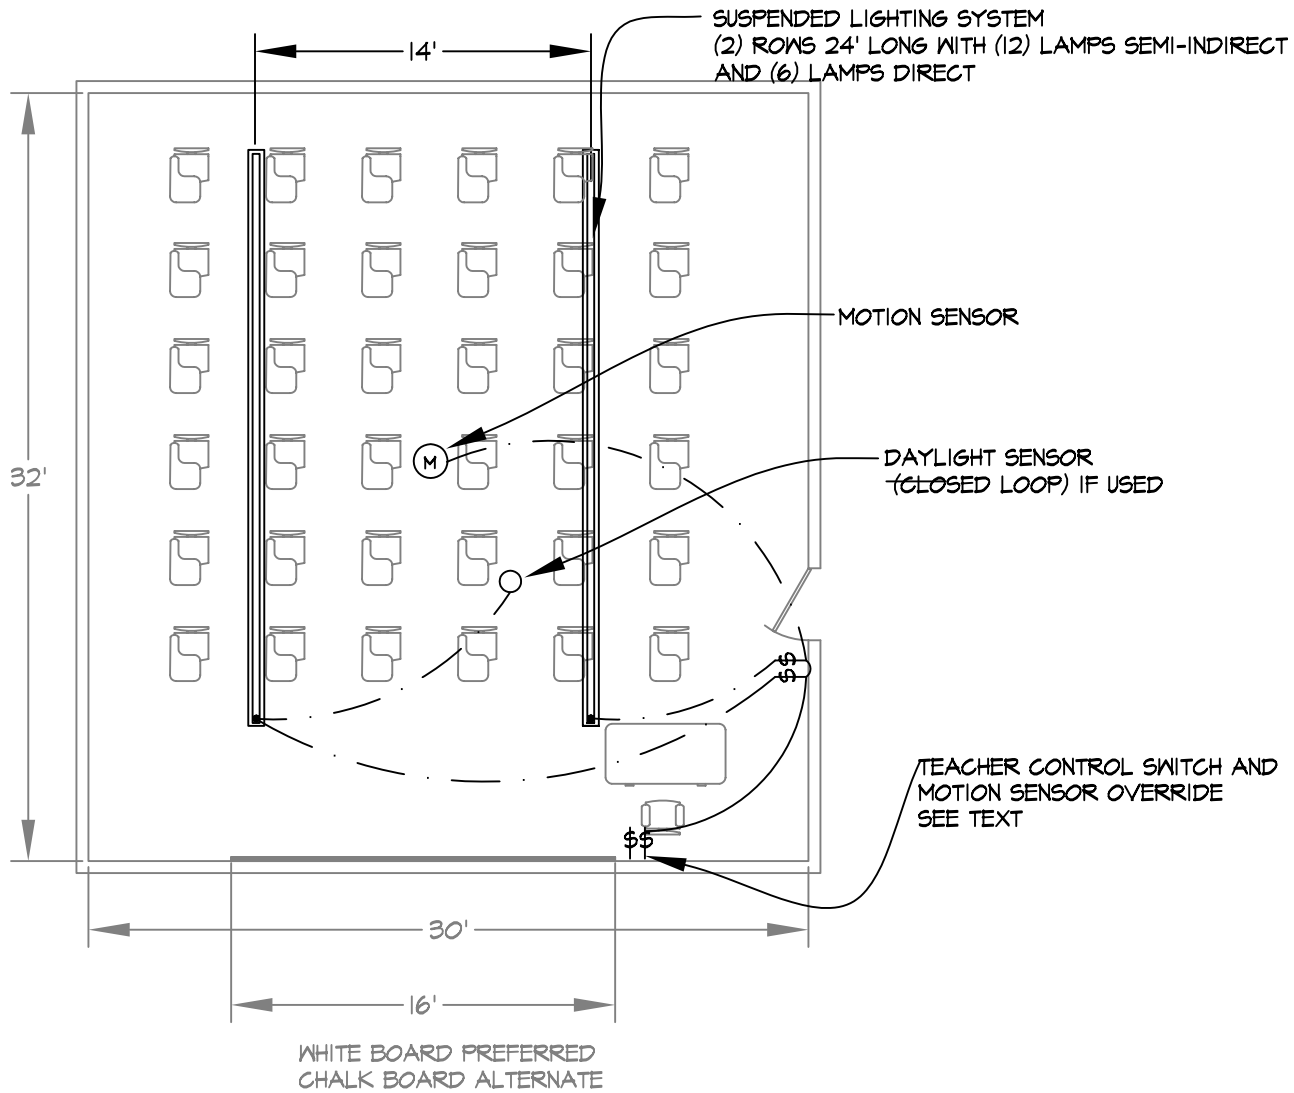 SUSPENDED LIGHTING SYSTEM
(2) ROWS 24' LONG WITH (12) LAMPS SEMI-INDIRECT
AND (6) LAMPS DIRECT
14'
MOTION SENSOR
M
DAYLIGHT SENSOR
(CLOSED LOOP) IF USED
32'
$$
TEACHER CONTROL SWITCH AND
MOTION SENSOR OVERRIDE
SEE TEXT
$$
30'
16'
WHITE BOARD PREFERRED
CHALK BOARD ALTERNATE